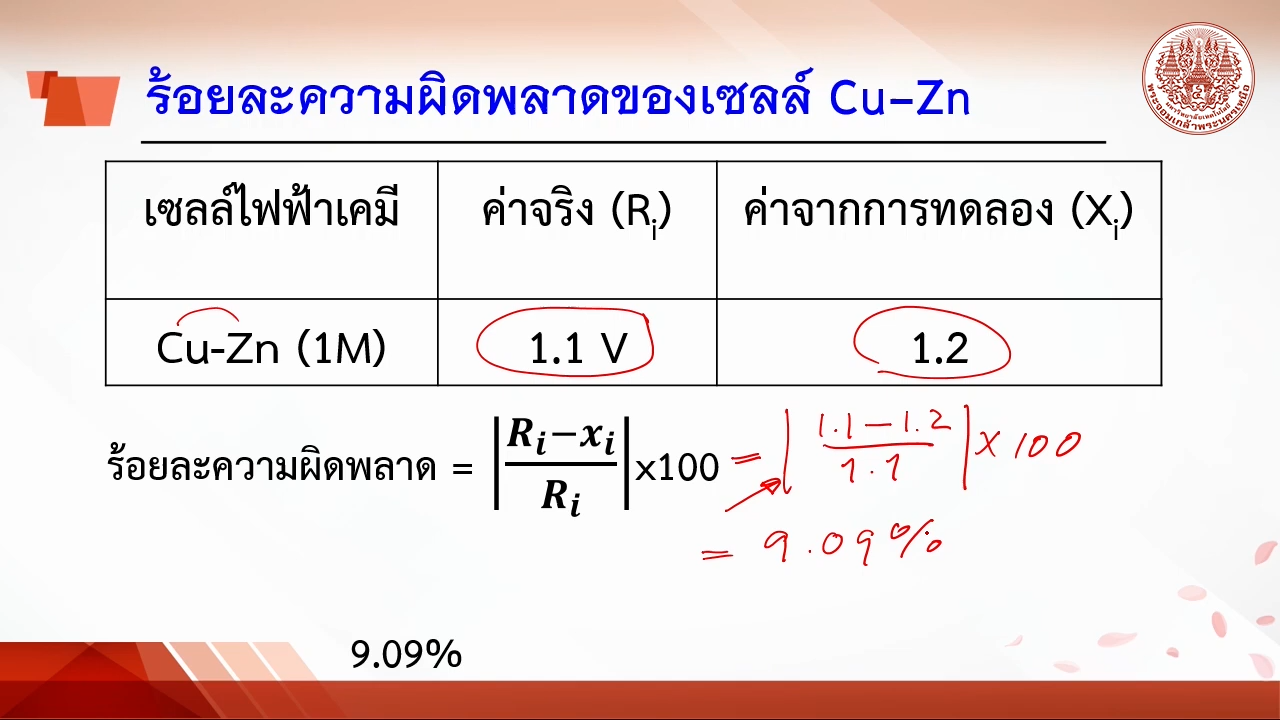 ร้อยละความผิดพลาดของเซลล์ Cu–Zn
เซลล์ไฟฟ้าเคมี ค่าจริง (Ri) ค่าจากการทดลอง (Xi)
Cu-Zn (1M) 1.1 V 1.2
ร้อยละความผิดพลาด = |Ri−xi / Ri|x100 = |1.1−1.2 / 1.1| x 100
= 9.09%
9.09%